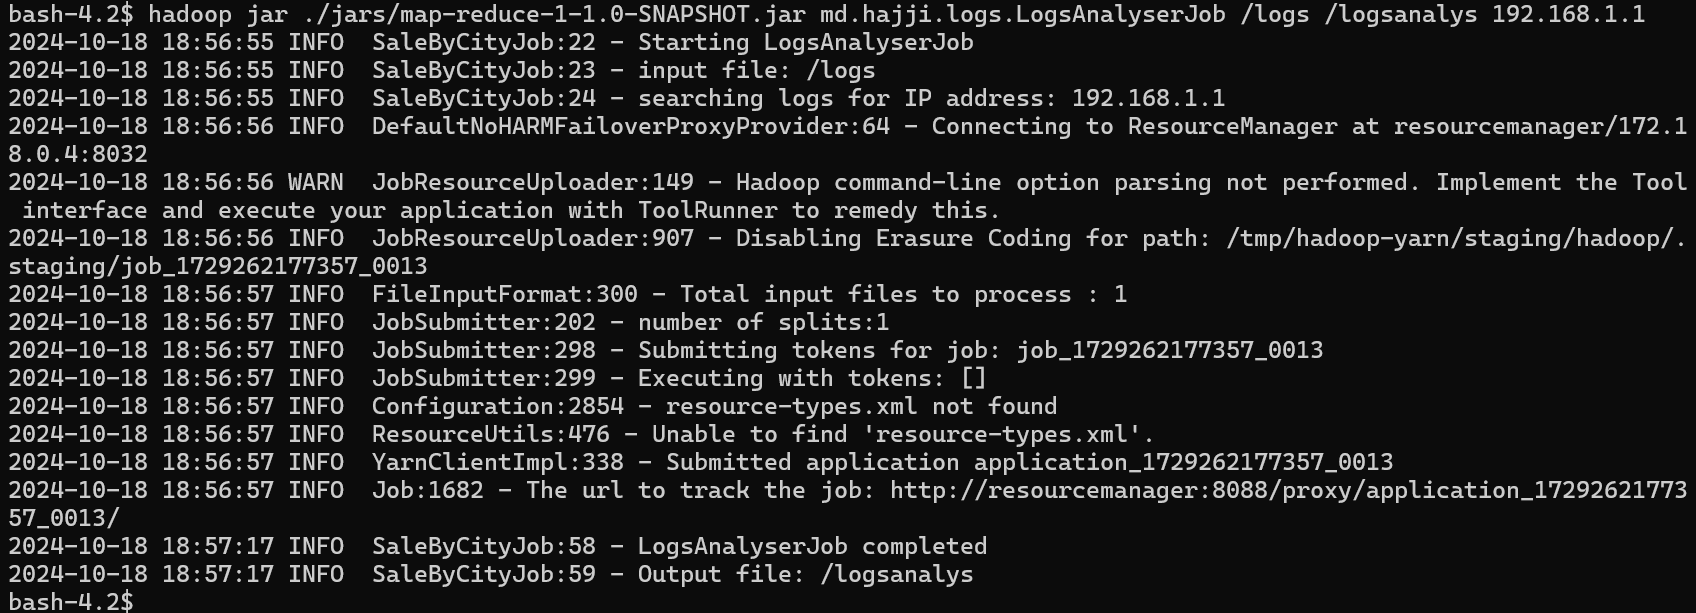 bash-4.2$ hadoop jar ./jars/map-reduce-1-1.0-SNAPSHOT.jar md.hajji.logs.LogsAnalyserJob /logs /logsanalys 192.168.1.1
2024-10-18 18:56:55 INFO  SaleByCityJob:22 - Starting LogsAnalyserJob
2024-10-18 18:56:55 INFO  SaleByCityJob:23 - input file: /logs
2024-10-18 18:56:55 INFO  SaleByCityJob:24 - searching logs for IP address: 192.168.1.1
2024-10-18 18:56:56 INFO  DefaultNoHARMFailoverProxyProvider:64 - Connecting to ResourceManager at resourcemanager/172.1
8.0.4:8032
2024-10-18 18:56:56 WARN  JobResourceUploader:149 - Hadoop command-line option parsing not performed. Implement the Tool
 interface and execute your application with ToolRunner to remedy this.
2024-10-18 18:56:56 INFO  JobResourceUploader:907 - Disabling Erasure Coding for path: /tmp/hadoop-yarn/staging/hadoop/.
staging/job_1729262177357_0013
2024-10-18 18:56:57 INFO  FileInputFormat:300 - Total input files to process : 1
2024-10-18 18:56:57 INFO  JobSubmitter:202 - number of splits:1
2024-10-18 18:56:57 INFO  JobSubmitter:298 - Submitting tokens for job: job_1729262177357_0013
2024-10-18 18:56:57 INFO  JobSubmitter:299 - Executing with tokens: []
2024-10-18 18:56:57 INFO  Configuration:2854 - resource-types.xml not found
2024-10-18 18:56:57 INFO  ResourceUtils:476 - Unable to find 'resource-types.xml'.
2024-10-18 18:56:57 INFO  YarnClientImpl:338 - Submitted application application_1729262177357_0013
2024-10-18 18:56:57 INFO  Job:1682 - The url to track the job: http://resourcemanager:8088/proxy/application_17292621773
57_0013/
2024-10-18 18:57:17 INFO  SaleByCityJob:58 - LogsAnalyserJob completed
2024-10-18 18:57:17 INFO  SaleByCityJob:59 - Output file: /logsanalys
bash-4.2$